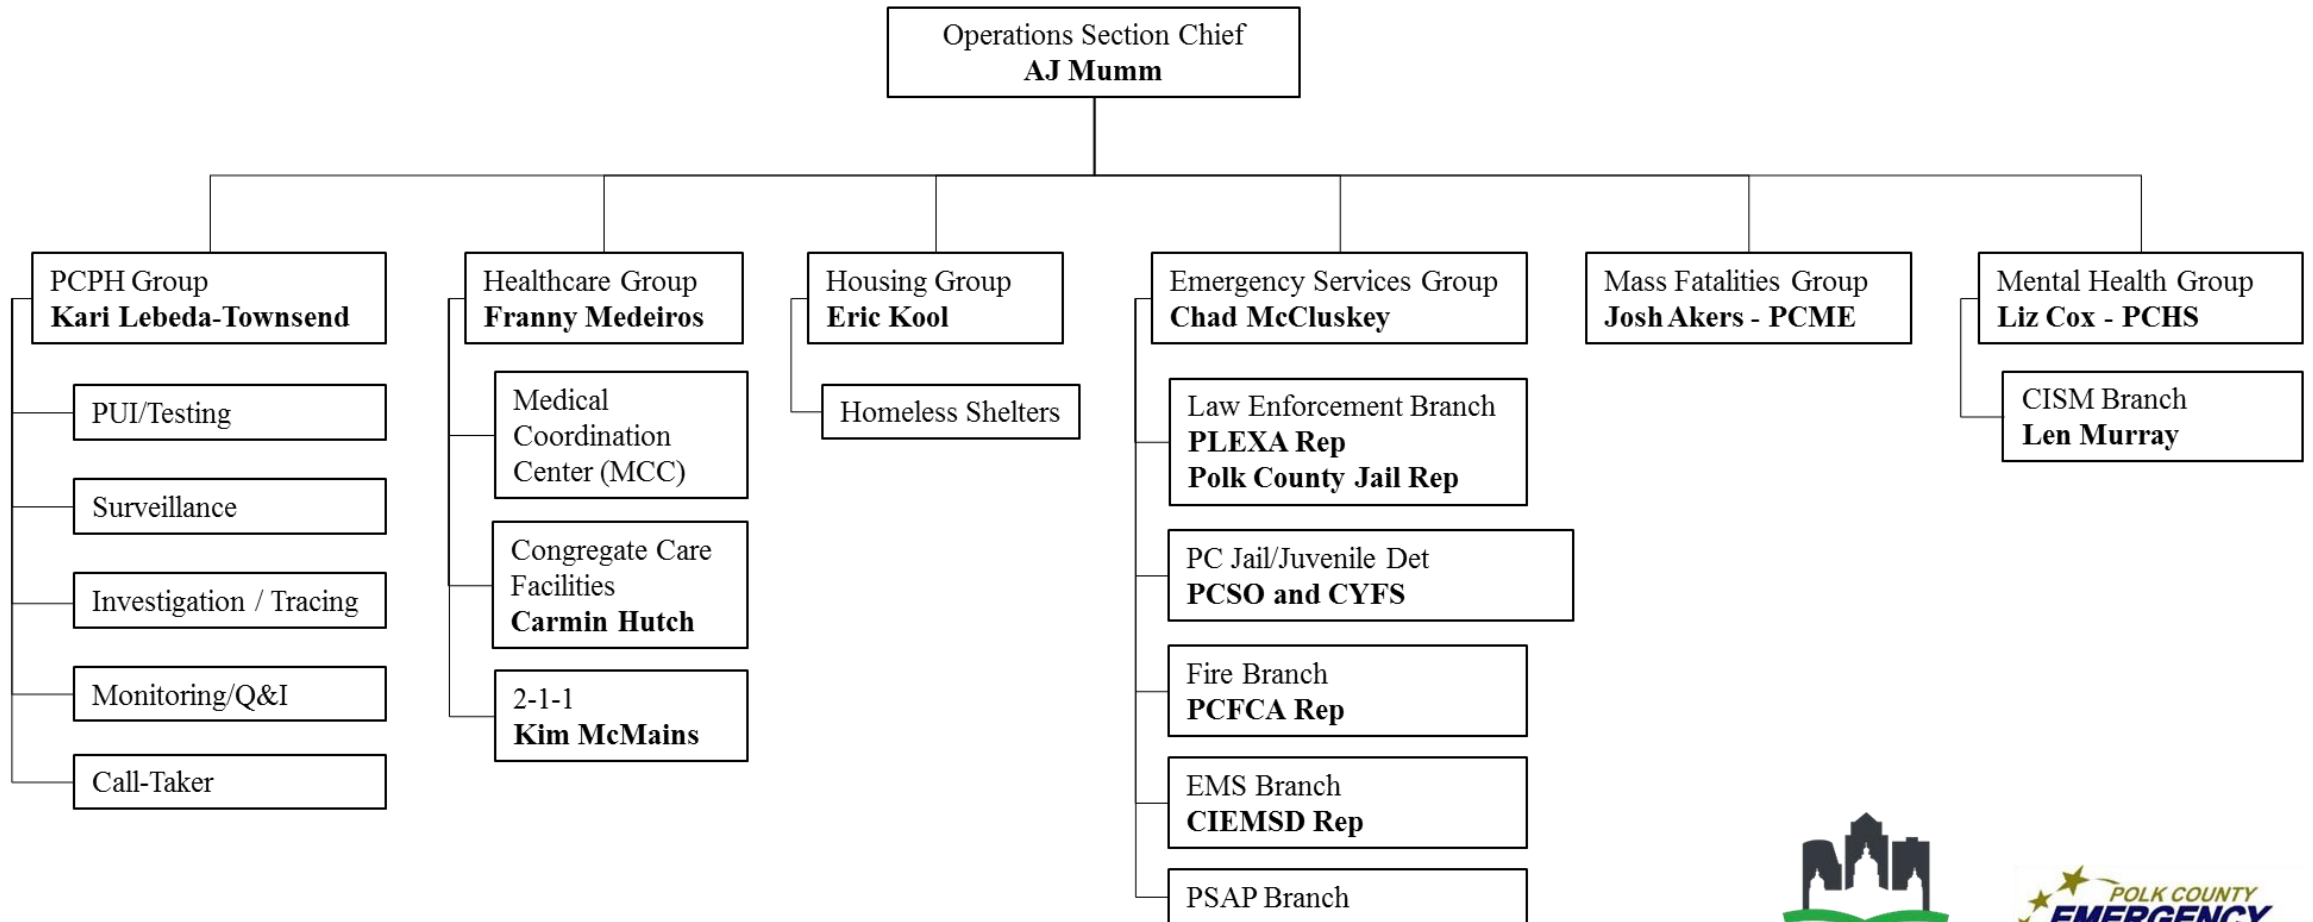 Operations Section Chief
AJ Mumm
PCPH Group
Kari Lebeda-Townsend
PUI/Testing
Surveillance
Investigation / Tracing
Monitoring/Q&I
Call-Taker
Healthcare Group
Franny Medeiros
Medical
Coordination
Center (MCC)
Congregate Care
Facilities
Carmin Hutch
2-1-1
Kim McMains
Housing Group
Eric Kool
Homeless Shelters
Emergency Services Group
Chad McCluskey
Law Enforcement Branch
PLEXA Rep
Polk County Jail Rep
PC Jail/Juvenile Det
PCSO and CYFS
Fire Branch
PCFCA Rep
EMS Branch
CIEMSD Rep
PSAP Branch
Mass Fatalities Group
Josh Akers - PCME
Mental Health Group
Liz Cox - PCHS
CISM Branch
Len Murray
POLK COUNTY
EMERGENCY